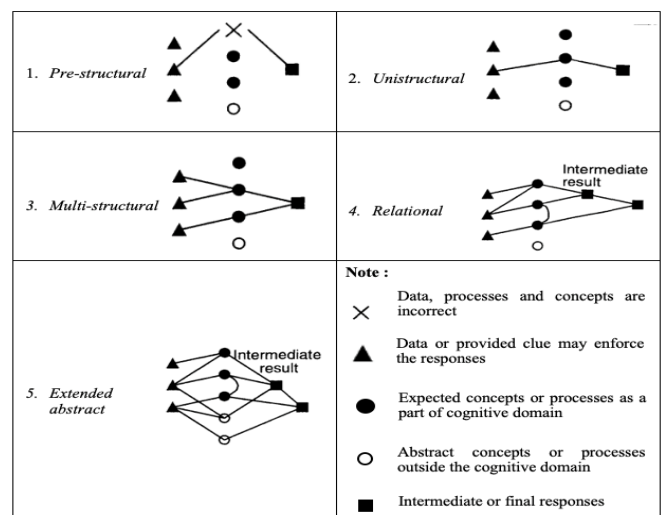 1. Pre-structural
2. Unistructural
3. Multi-structural
Intermediate
result
4. Relational
Intermediate
result
5. Extended
abstract
Note :
Data, processes and concepts are
incorrect
Data or provided clue may enforce
the responses
Expected concepts or processes as a
part of cognitive domain
Abstract concepts or processes
outside the cognitive domain
Intermediate or final responses